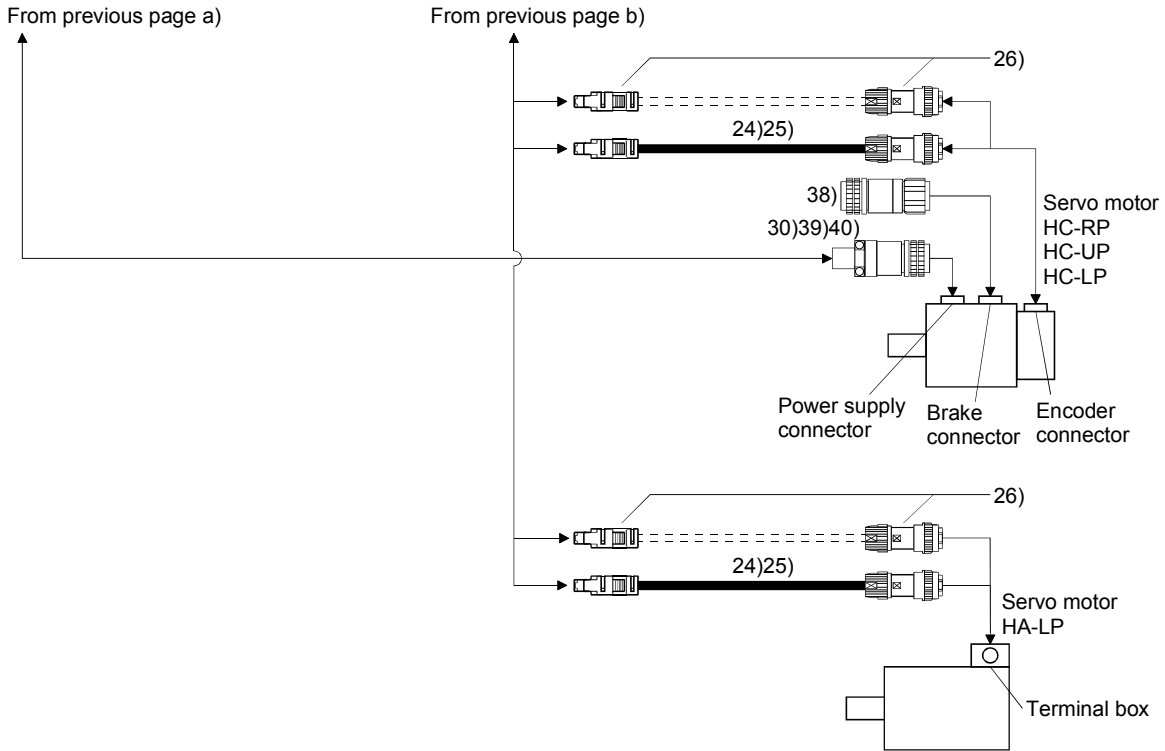 From previous page a)
From previous page b)
26)
24)25)
38)
30)39)40)
Servo motor
HC-RP
HC-UP
HC-LP
Power supply
connector
Brake
connector
Encoder
connector
26)
24)25)
Servo motor
HA-LP
Terminal box